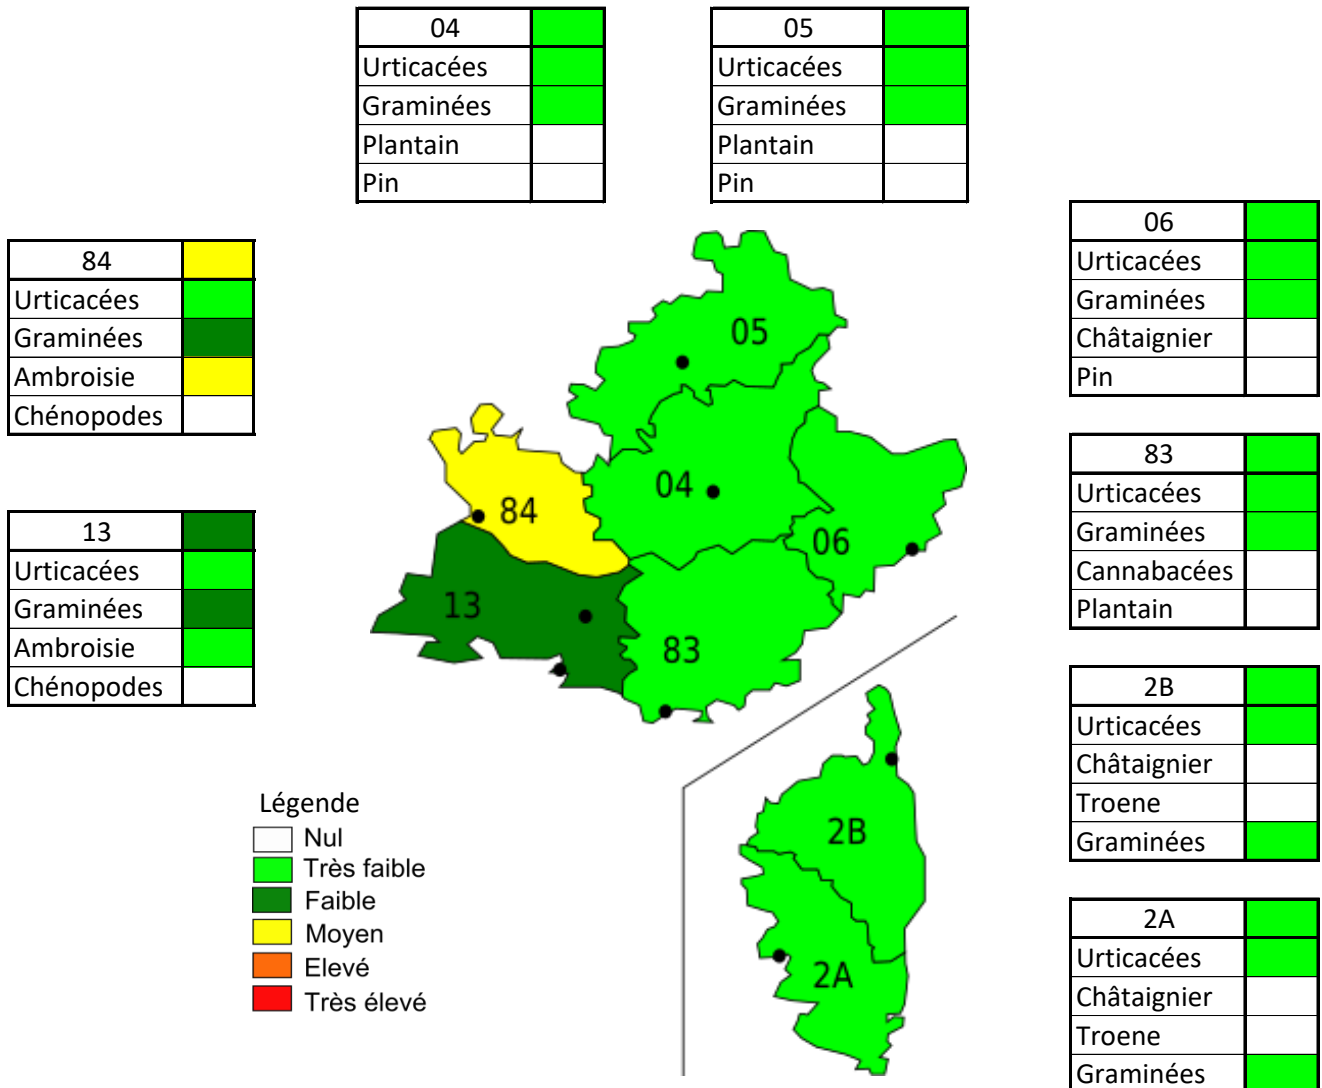 04
Urticacées
Graminées
Plantain
Pin
05
Urticacées
Graminées
Plantain
Pin
06
Urticacées
Graminées
Châtaignier
Pin
84
Urticacées
Graminées
Ambroisie
Chénopodes
83
Urticacées
Graminées
Cannabacées
Plantain
13
Urticacées
Graminées
Ambroisie
Chénopodes
2B
Urticacées
Châtaignier
Troene
Graminées
2A
Urticacées
Châtaignier
Troene
Graminées
05
04
84
06
13
83
2B
2A
Légende
Nul
Très faible
Faible
Moyen
Elevé
Très élevé